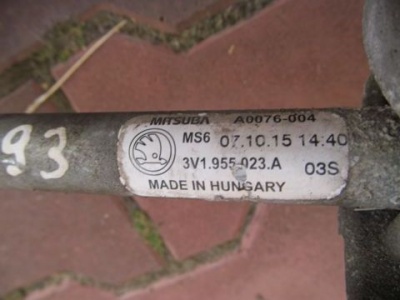 93
MITSUBA A0076-004
MS6 07.10.15 14:40
3V1.955.023.A 03S
MADE IN HUNGARY